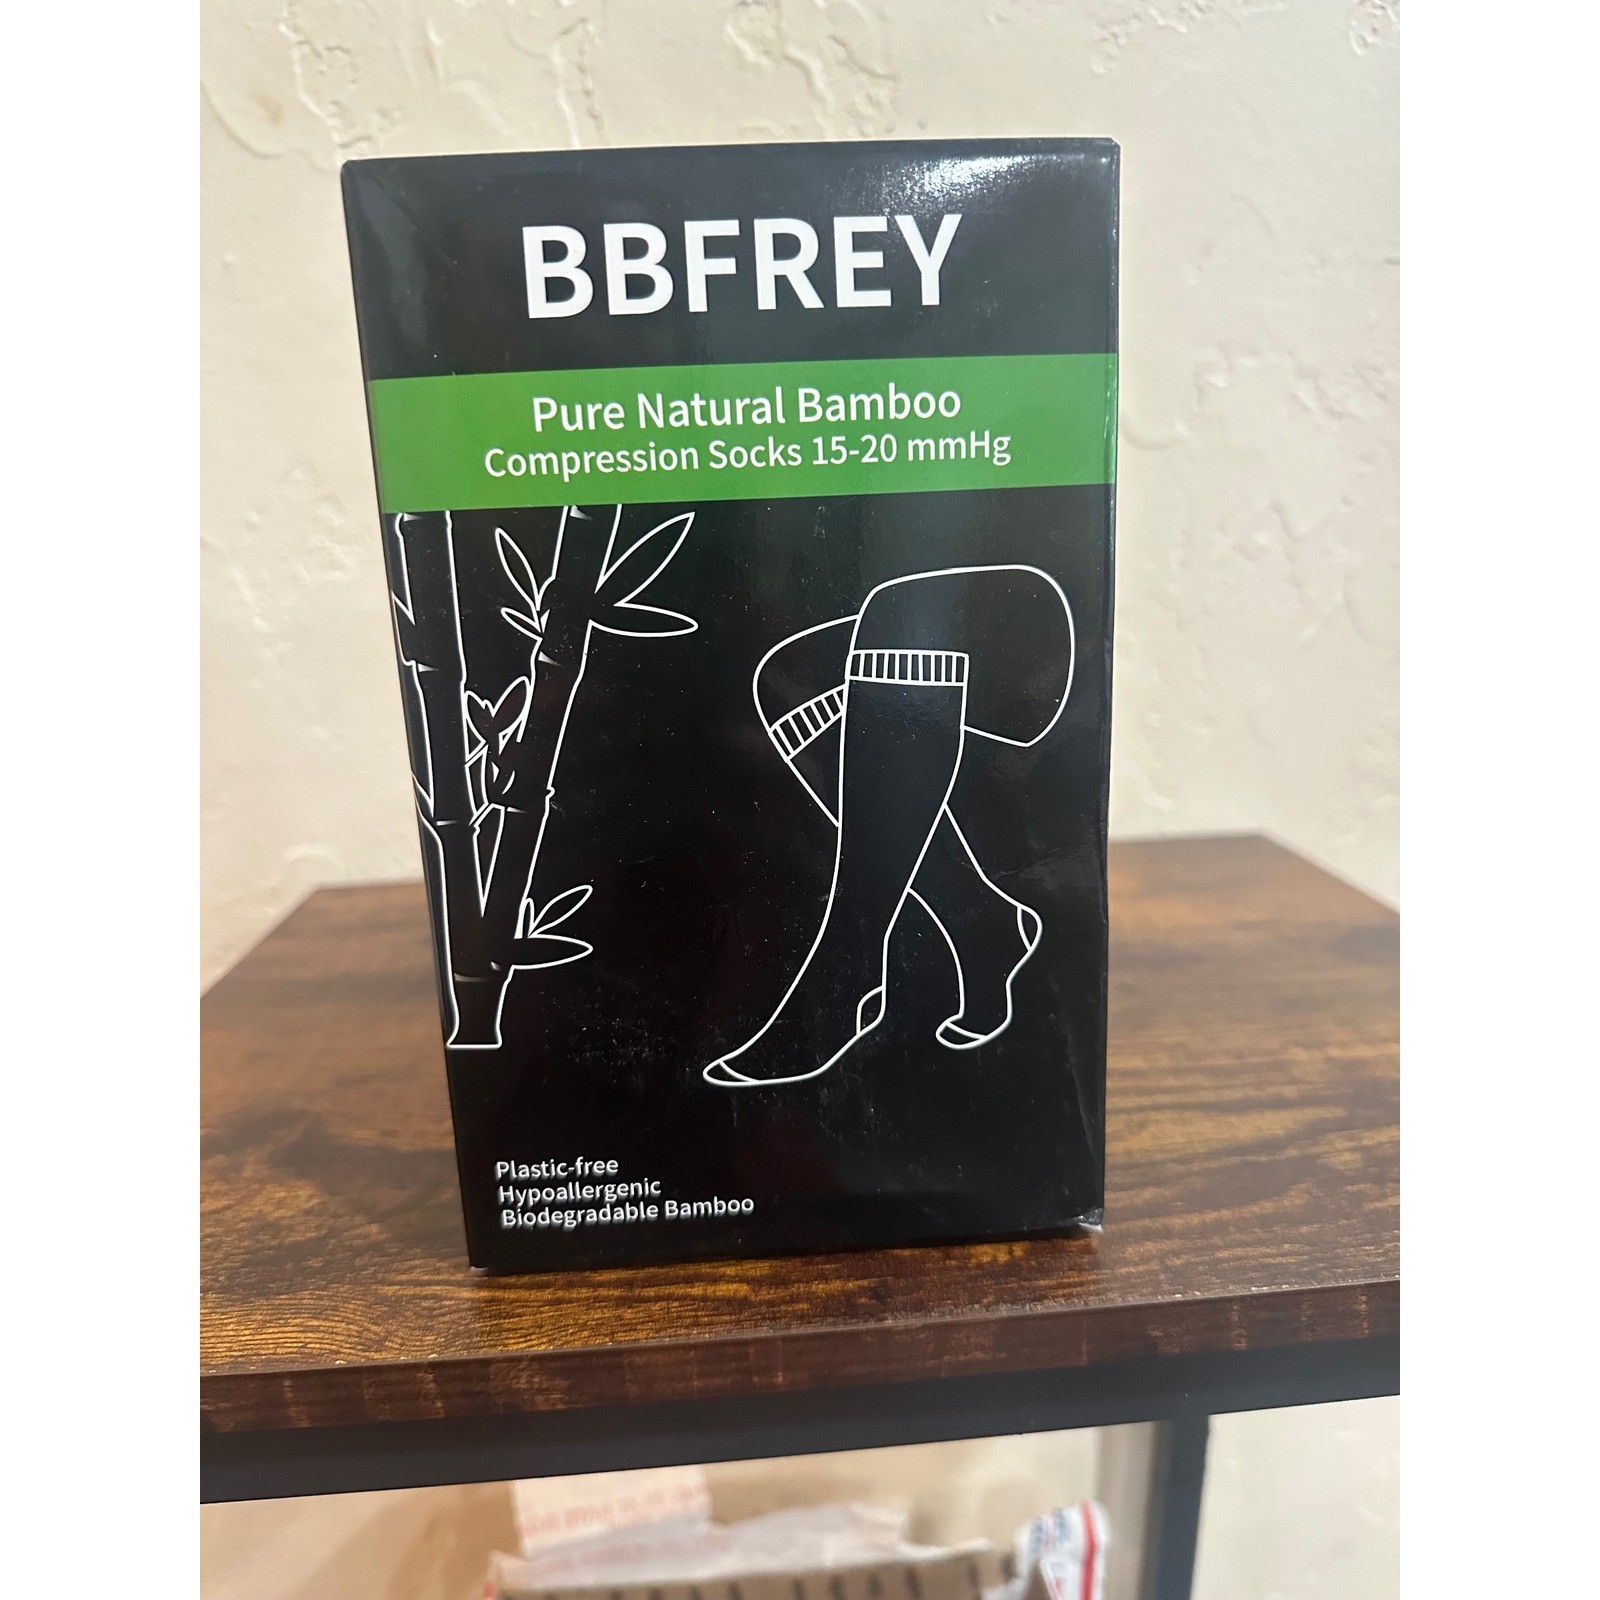 BBFREY
Pure Natural Bamboo
Compression Socks 15-20 mmHg
Plastic-free
Hypoallergenic
Biodegradable Bamboo